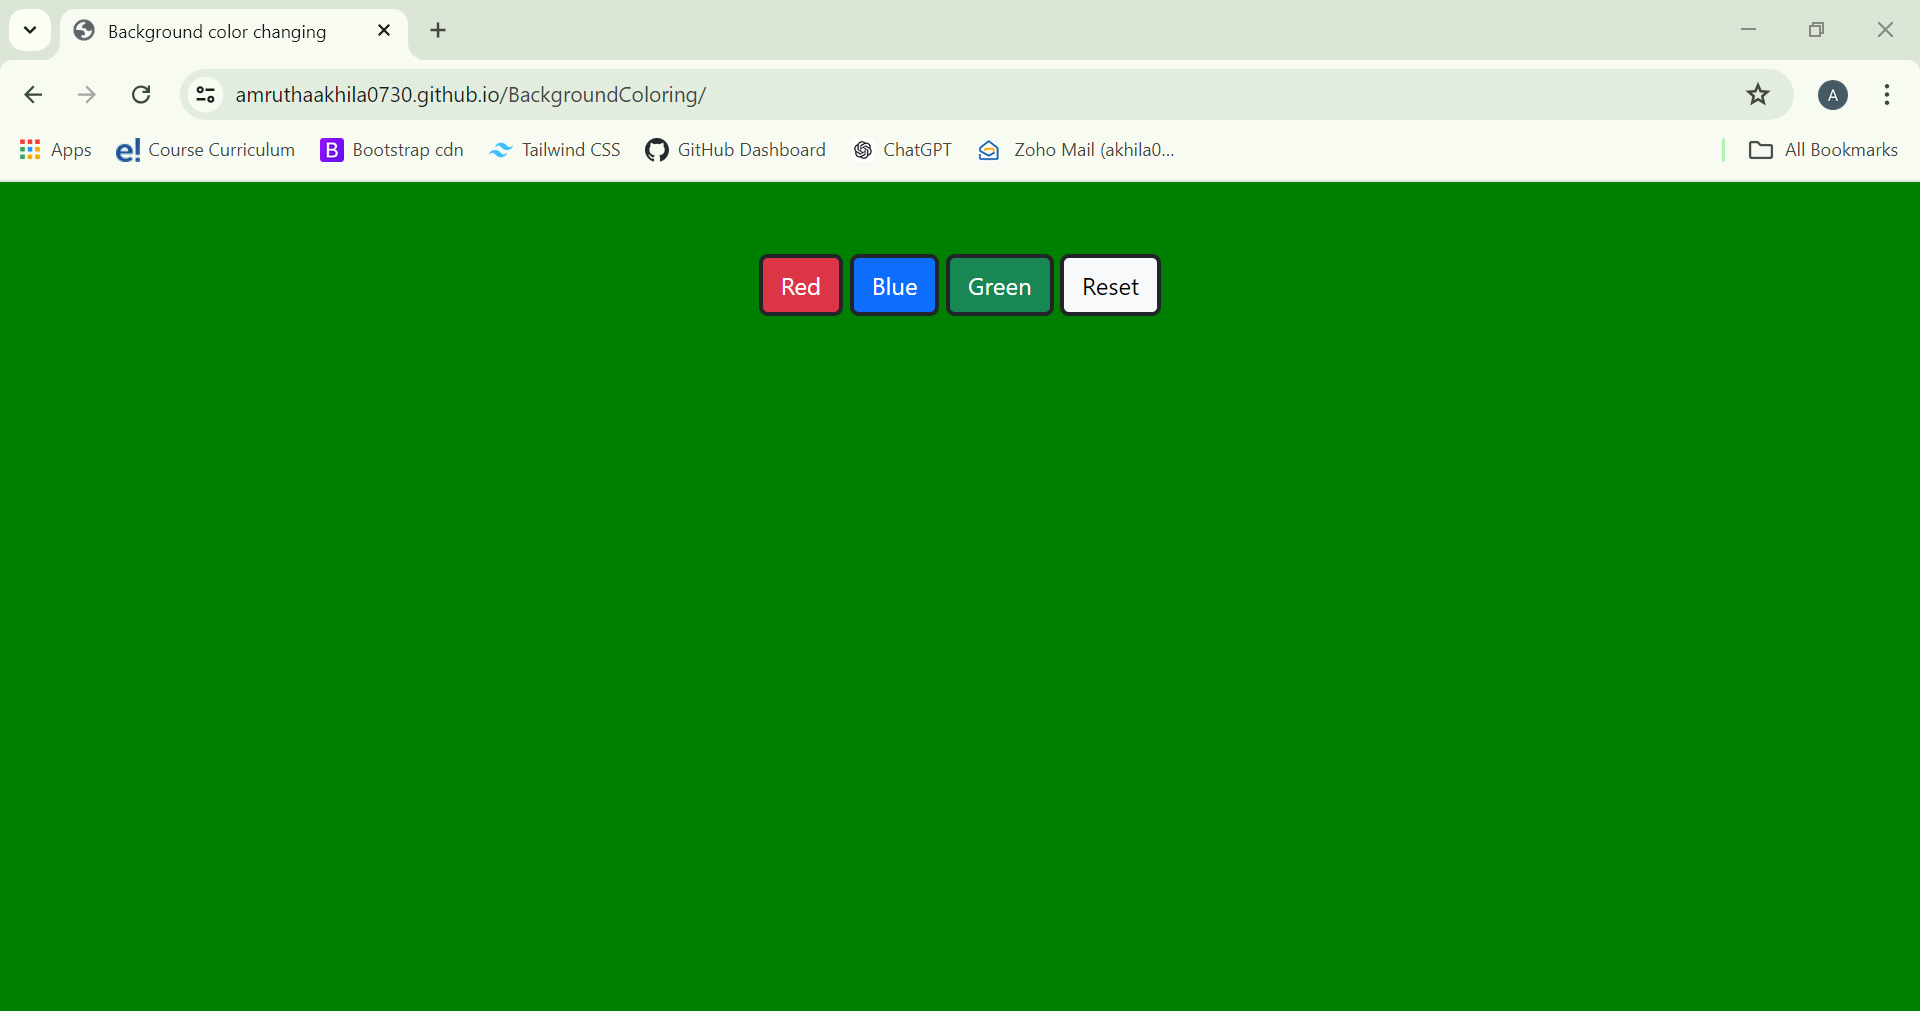 Background color changing
amruthaakhila0730.github.io/BackgroundColoring/
A
Apps e! Course Curriculum B Bootstrap cdn Tailwind CSS GitHub Dashboard ChatGPT Zoho Mail (akhila0... All Bookmarks
Red Blue Green Reset